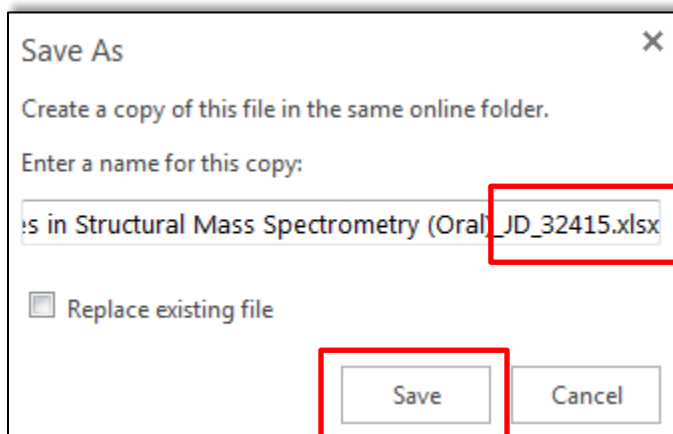 Save As
Create a copy of this file in the same online folder.
Enter a name for this copy:
s in Structural Mass Spectrometry (Oral)_JD_32415.xlsx
Replace existing file
Save Cancel